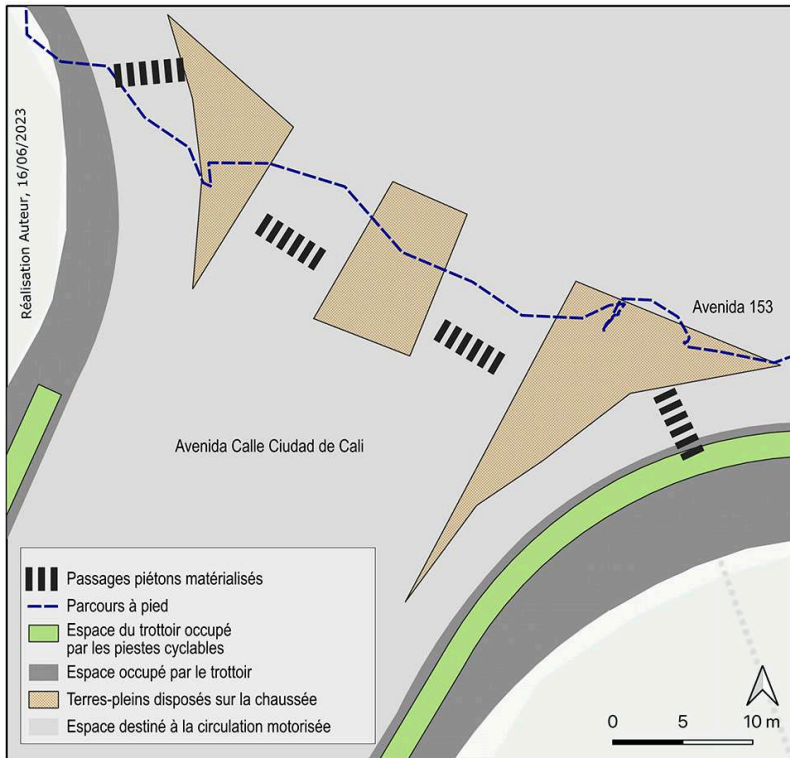 Réalisation Auteur, 16/06/2023
Avenida 153
Avenida Calle Ciudad de Cali
Passages piétons matérialisés
Parcours à pied
Espace du trottoir occupé
par les piestes cyclables
Espace occupé par le trottoir
Terres-pleins disposés sur la chaussée
Espace destiné à la circulation motorisée
0 5 10 m